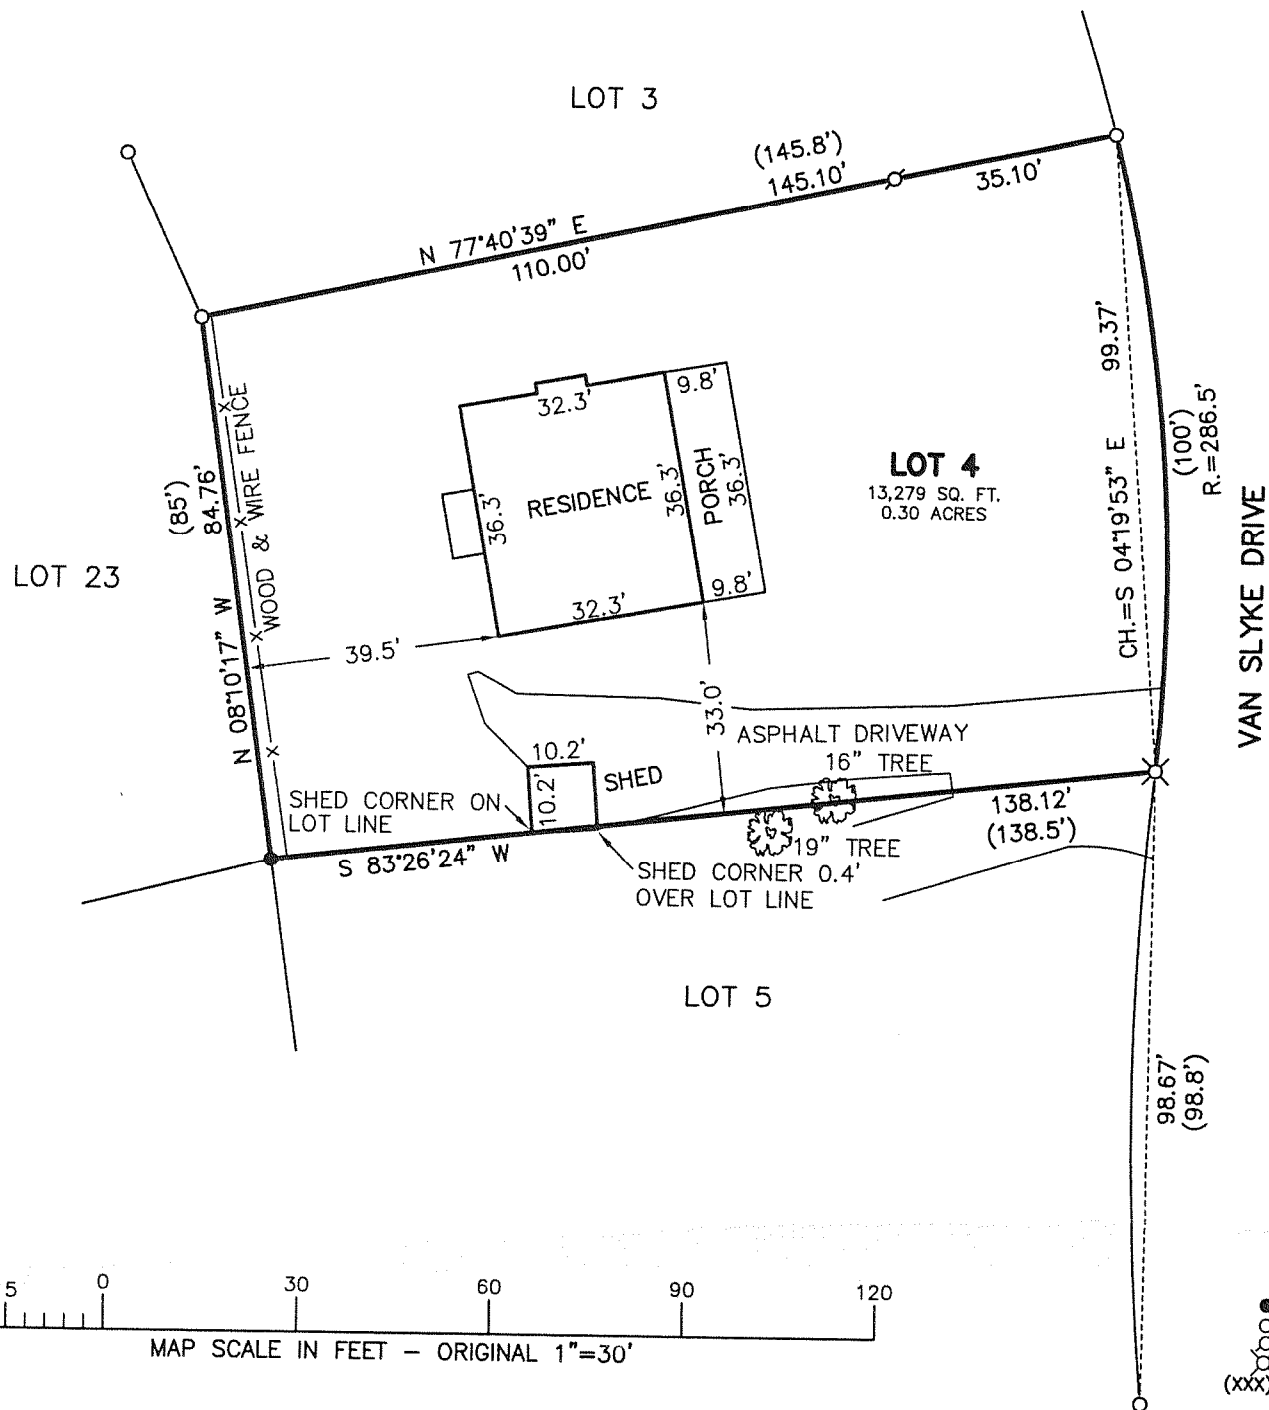 LOT 3
(145.8')
145.10'
35.10'
N 77°40'39" E
110.00'
99.37'
CH.=S 04°19'53" E
(100')
R.=286.5'
VAN SLYKE DRIVE
(85')
84.76'
N 08°10'17" W
WOOD & WIRE FENCE
LOT 23
32.3'
9.8'
RESIDENCE
36.3'
36.3'
PORCH
36.3'
32.3'
9.8'
LOT 4
13,279 SQ. FT.
0.30 ACRES
39.5'
33.0'
ASPHALT DRIVEWAY
10.2'
10.2'
SHED
16" TREE
SHED CORNER ON
LOT LINE
138.12'
(138.5')
19" TREE
S 83°26'24" W
SHED CORNER 0.4'
OVER LOT LINE
LOT 5
98.67'
(98.8')
5 0 30 60 90 120
MAP SCALE IN FEET – ORIGINAL 1"=30'
(XXX)